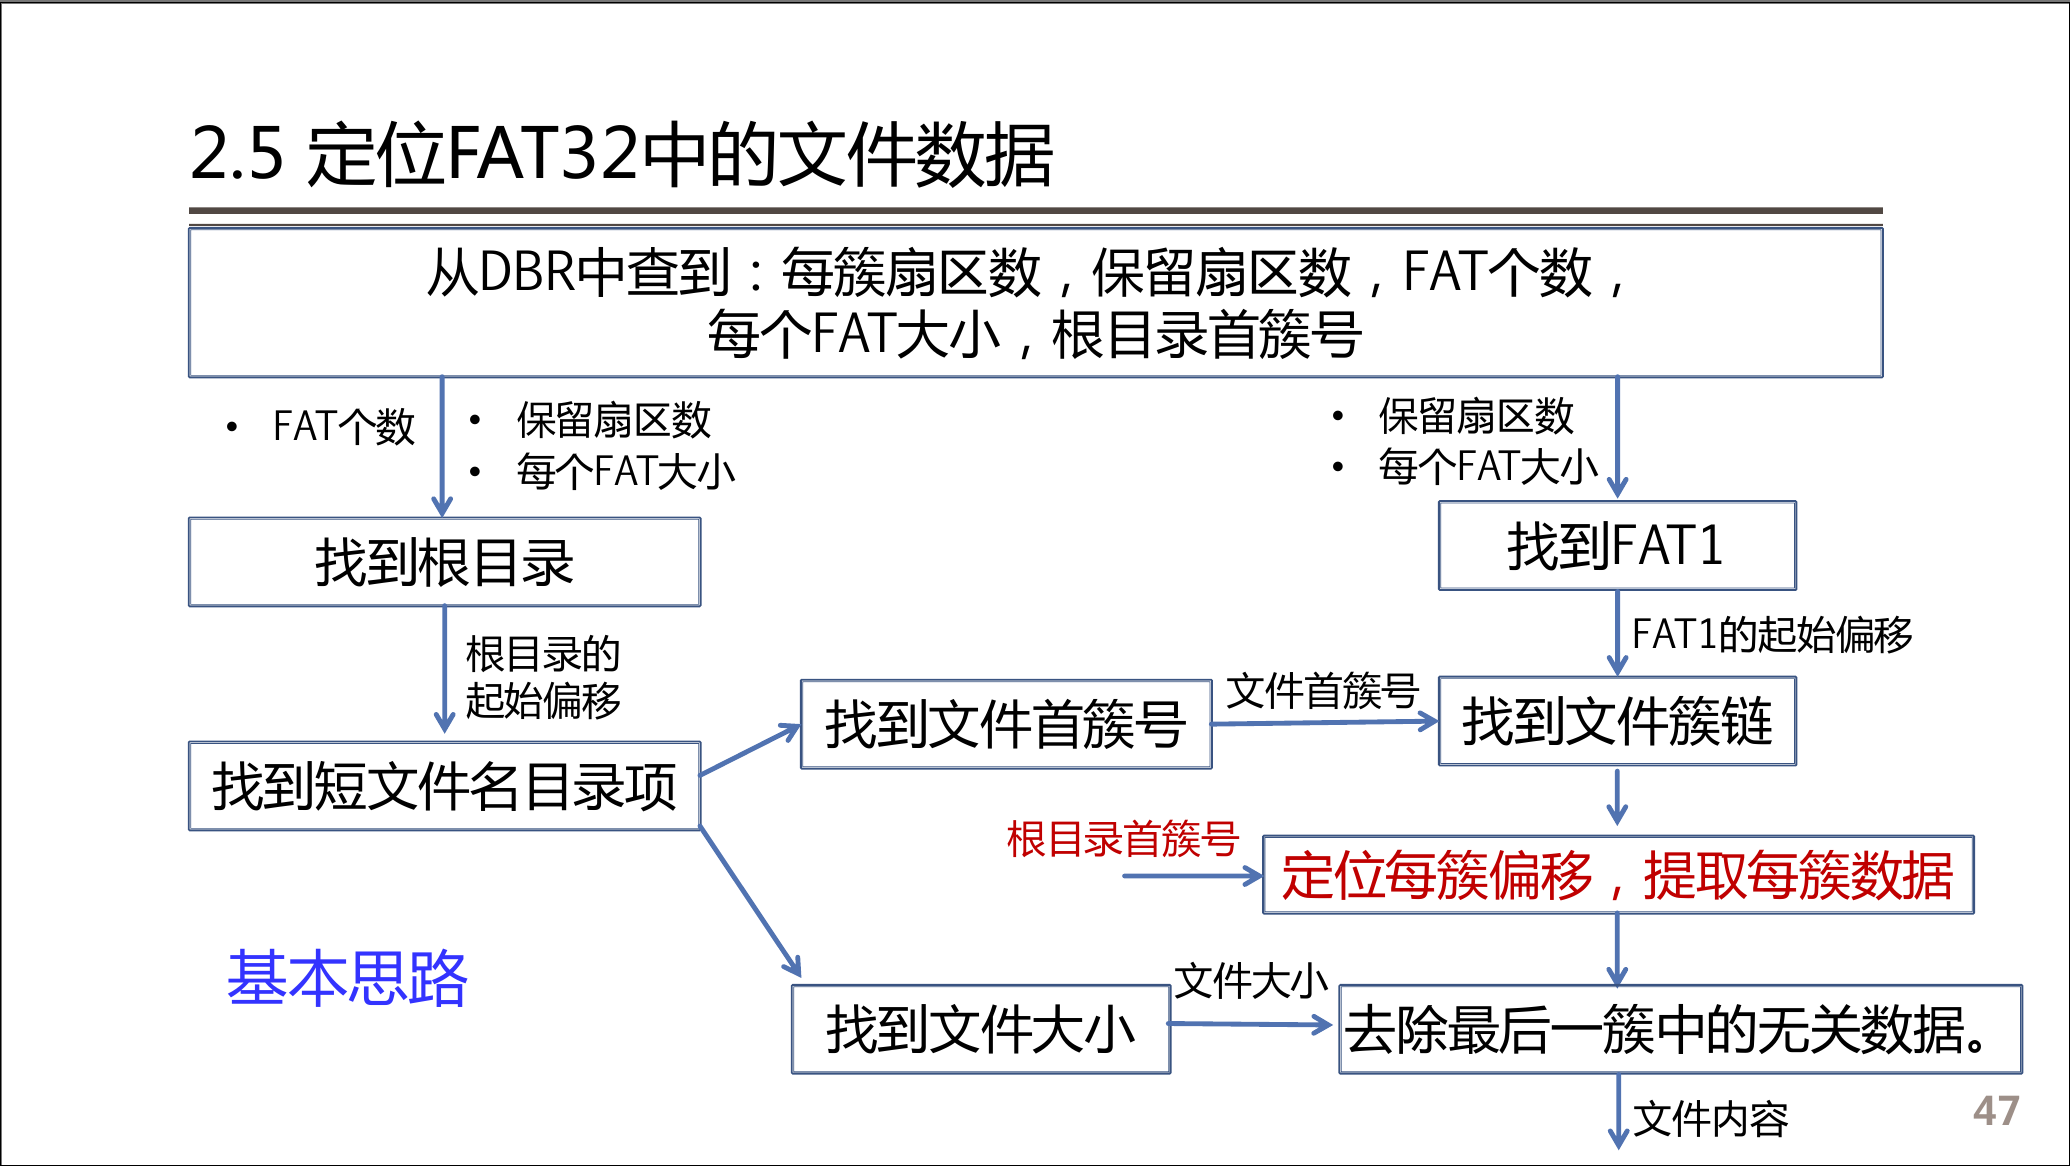 2.5 定位FAT32中的文件数据
从DBR中查到：每簇扇区数，保留扇区数，FAT个数，
每个FAT大小，根目录首簇号
• FAT个数
• 保留扇区数
• 每个FAT大小
• 保留扇区数
• 每个FAT大小
找到根目录
找到FAT1
根目录的
起始偏移
FAT1的起始偏移
找到短文件名目录项
找到文件首簇号
文件首簇号
找到文件簇链
根目录首簇号
定位每簇偏移，提取每簇数据
基本思路
找到文件大小
文件大小
去除最后一簇中的无关数据。
文件内容
47